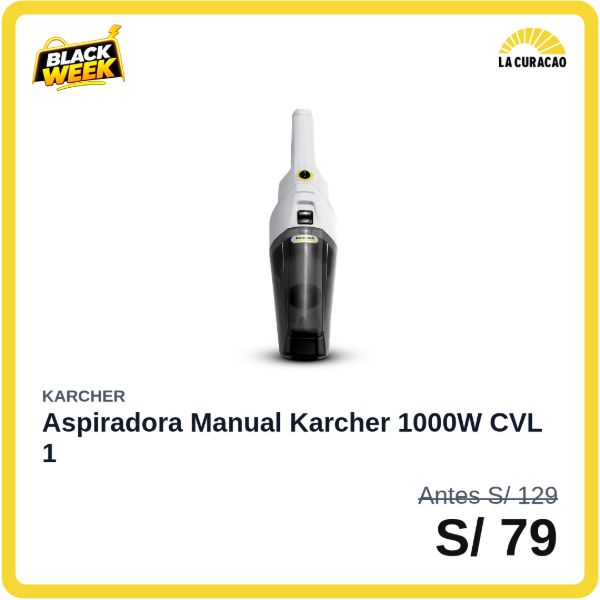 BLACK
WEEK
LA CURACAO
KARCHER
Aspiradora Manual Karcher 1000W CVL
1
Antes S/ 129
S/ 79